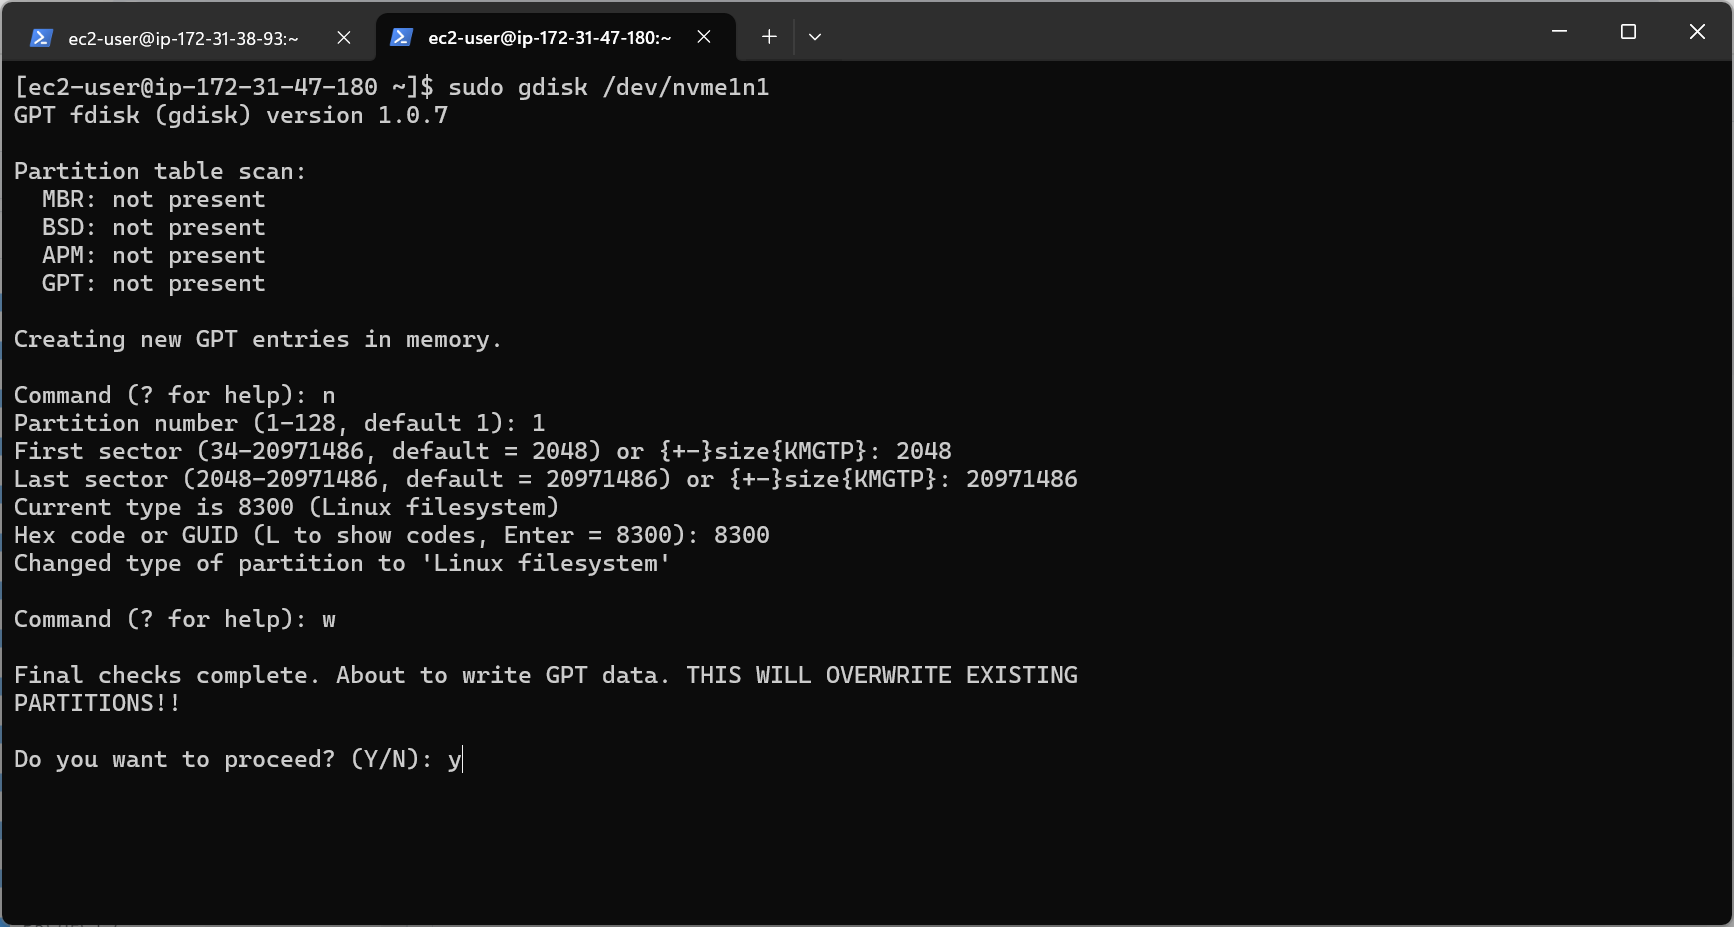 ec2-user@ip-172-31-38-93:~
ec2-user@ip-172-31-47-180:~
[ec2-user@ip-172-31-47-180 ~]$ sudo gdisk /dev/nvme1n1
GPT fdisk (gdisk) version 1.0.7
Partition table scan:
MBR: not present
BSD: not present
APM: not present
GPT: not present
Creating new GPT entries in memory.
Command (? for help): n
Partition number (1-128, default 1): 1
First sector (34-20971486, default = 2048) or {+-}size{KMGTP}: 2048
Last sector (2048-20971486, default = 20971486) or {+-}size{KMGTP}: 20971486
Current type is 8300 (Linux filesystem)
Hex code or GUID (L to show codes, Enter = 8300): 8300
Changed type of partition to 'Linux filesystem'
Command (? for help): w
Final checks complete. About to write GPT data. THIS WILL OVERWRITE EXISTING
PARTITIONS!!
Do you want to proceed? (Y/N): y